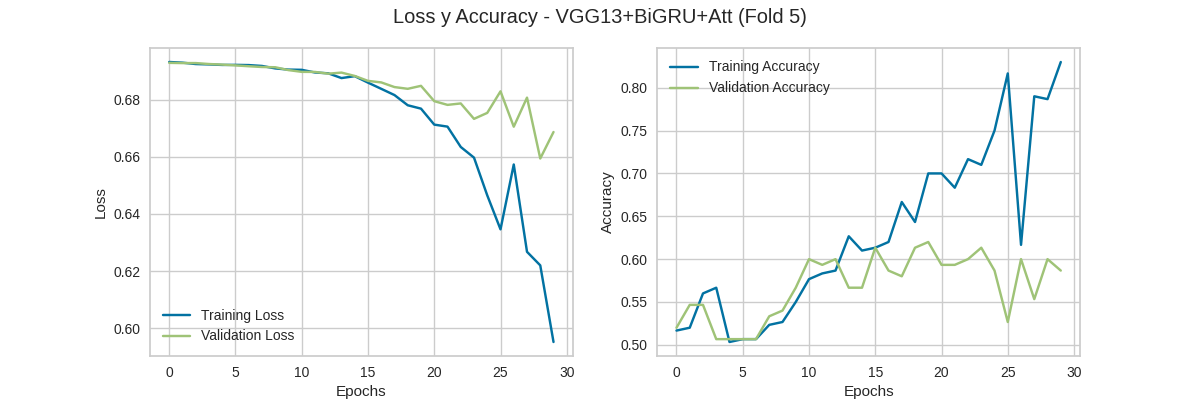 Loss y Accuracy - VGG13+BiGRU+Att (Fold 5)
0.68
0.66
0.64
0.62
0.60
Loss
Training Loss
Validation Loss
0 5 10 15 20 25 30
Epochs
0.80
0.75
0.70
0.65
0.60
0.55
0.50
Accuracy
Training Accuracy
Validation Accuracy
0 5 10 15 20 25 30
Epochs